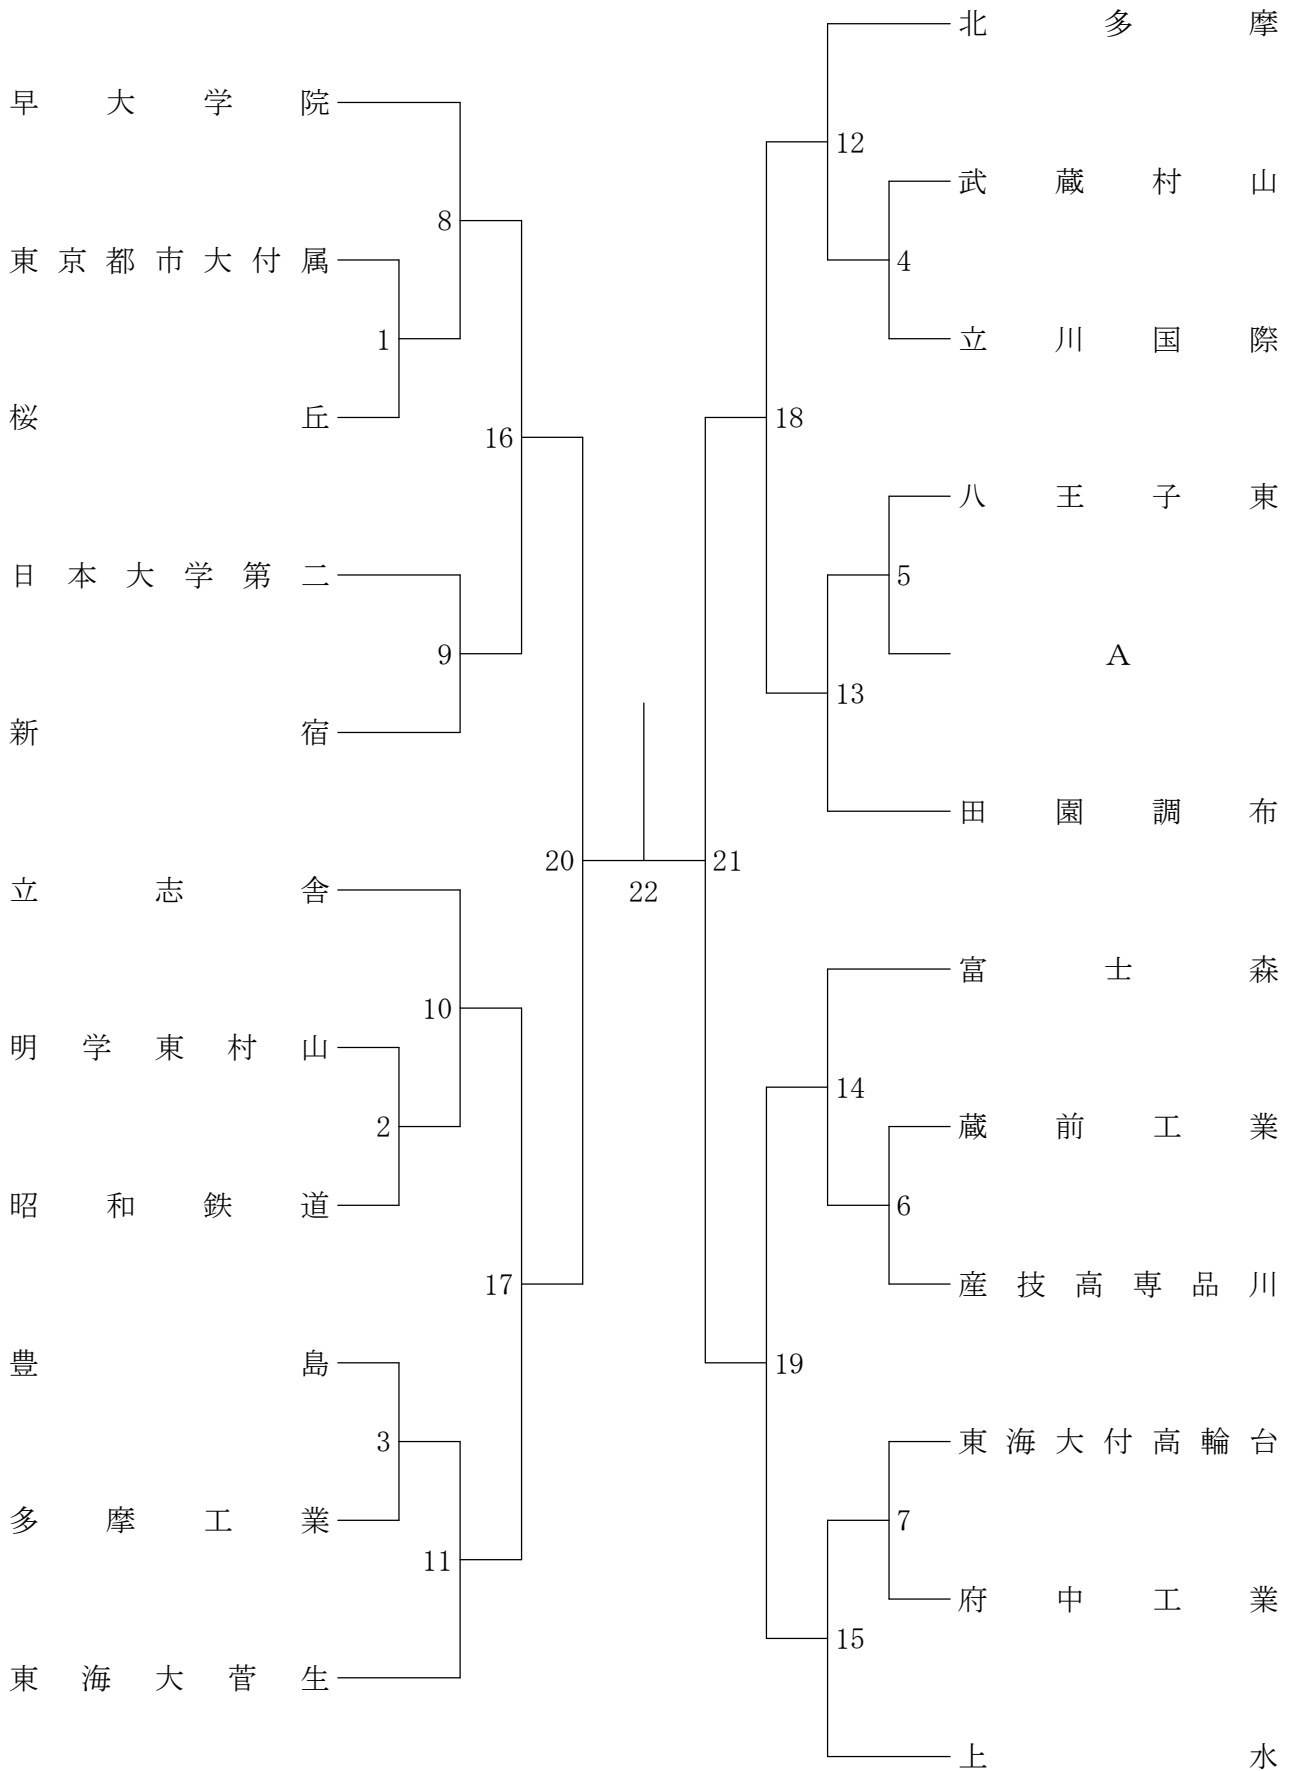 早大学院
8
東京都市大付属
1
桜丘
16
日本大学第二
9
新宿
立志舎
10
明学東村山
2
昭和鉄道
17
豊島
3
多摩工業
11
東海大菅生
20
22
21
北多摩
12
武蔵村山
4
立川国際
18
八王子東
5
A
13
田園調布
富士森
14
蔵前工業
6
産技高専品川
19
東海大付高輪台
7
府中工業
15
上水